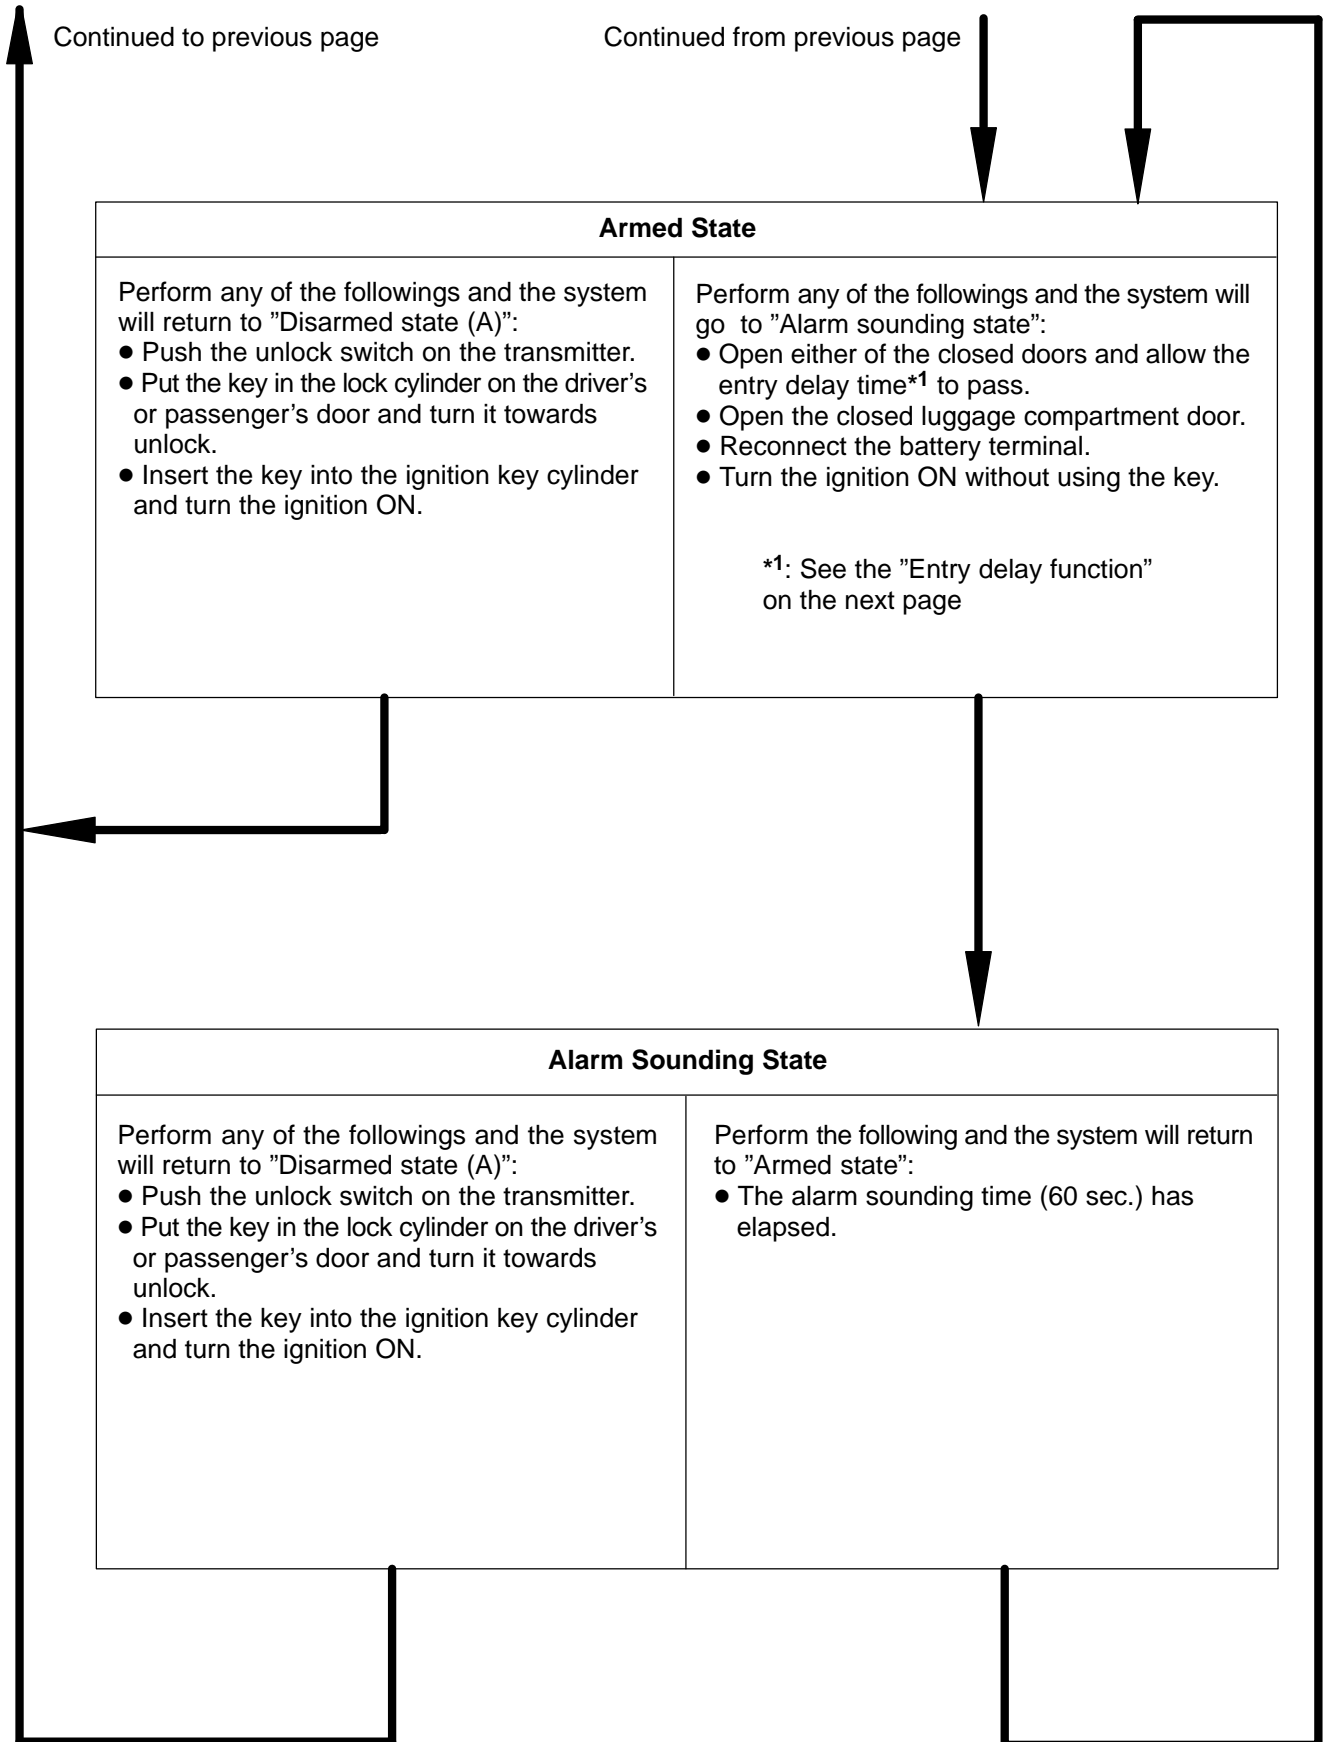 Continued to previous page
Continued from previous page
Armed State
Perform any of the followings and the system
will return to ”Disarmed state (A)”:
● Push the unlock switch on the transmitter.
● Put the key in the lock cylinder on the driver’s
or passenger’s door and turn it towards
unlock.
● Insert the key into the ignition key cylinder
and turn the ignition ON.
Perform any of the followings and the system will
go to ”Alarm sounding state”:
● Open either of the closed doors and allow the
entry delay time*1 to pass.
● Open the closed luggage compartment door.
● Reconnect the battery terminal.
● Turn the ignition ON without using the key.
*1: See the ”Entry delay function”
on the next page
Alarm Sounding State
Perform any of the followings and the system
will return to ”Disarmed state (A)”:
● Push the unlock switch on the transmitter.
● Put the key in the lock cylinder on the driver’s
or passenger’s door and turn it towards
unlock.
● Insert the key into the ignition key cylinder
and turn the ignition ON.
Perform the following and the system will return
to ”Armed state”:
● The alarm sounding time (60 sec.) has
elapsed.